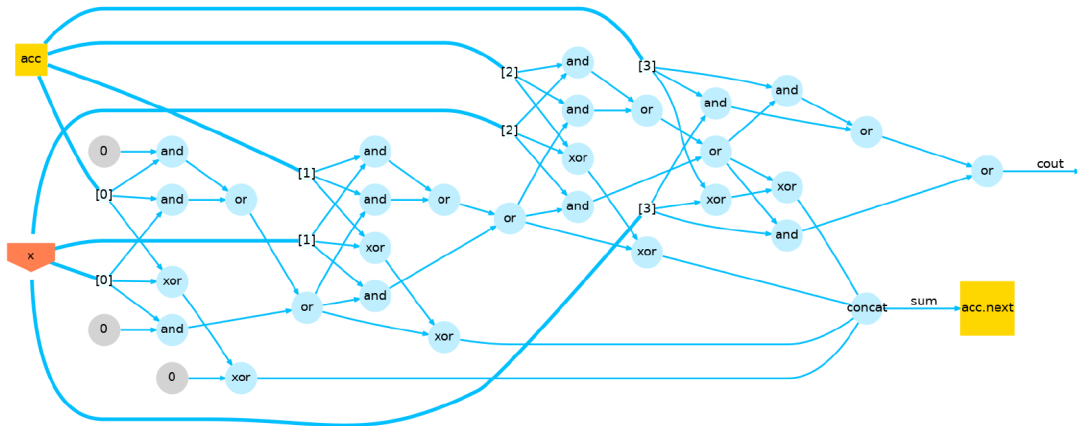 acc
x
0
[0]
[0]
0
and
and
xor
and
0
or
xor
[1]
[1]
or
and
and
xor
and
or
xor
[2]
[2]
or
and
and
xor
and
or
xor
[3]
[3]
and
or
xor
and
xor
and
or
concat
sum
or
acc.next
cout